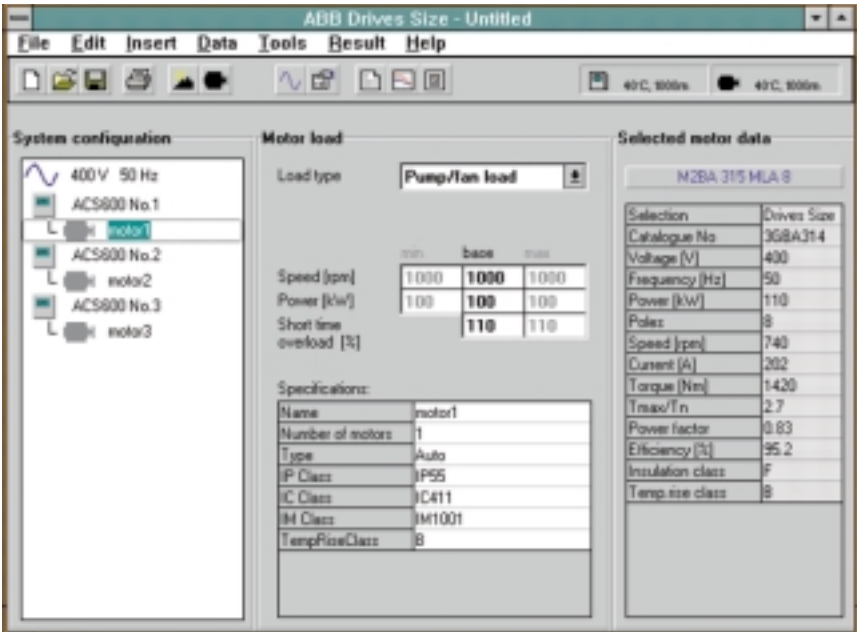 ABB Drives Size - Untitled
File Edit Insert Data Tools Result Help
40°C, 1000m 40°C, 1000m
System configuration
400 V 50 Hz
ACS600 No.1
motor1
ACS600 No.2
motor2
ACS600 No.3
motor3
Motor load
Load type Pump/fan load
min base max
Speed [rpm] 1000 1000 1000
Power [kW] 100 100 100
Short time
overload [%] 110 110
Specifications:
Name motor1
Number of motors 1
Type Auto
IP Class IP55
IC Class IC411
IM Class IM1001
TempRiseClass B
Selected motor data
M2BA 315 MLA 8
Selection Drives Size
Catalogue No 3GBA314
Voltage [V] 400
Frequency [Hz] 50
Power [kW] 110
Poles 8
Speed [rpm] 740
Current [A] 202
Torque [Nm] 1420
Tmax/Tn 2.7
Power factor 0.83
Efficiency [%] 95.2
Insulation class F
Temp.rise class B